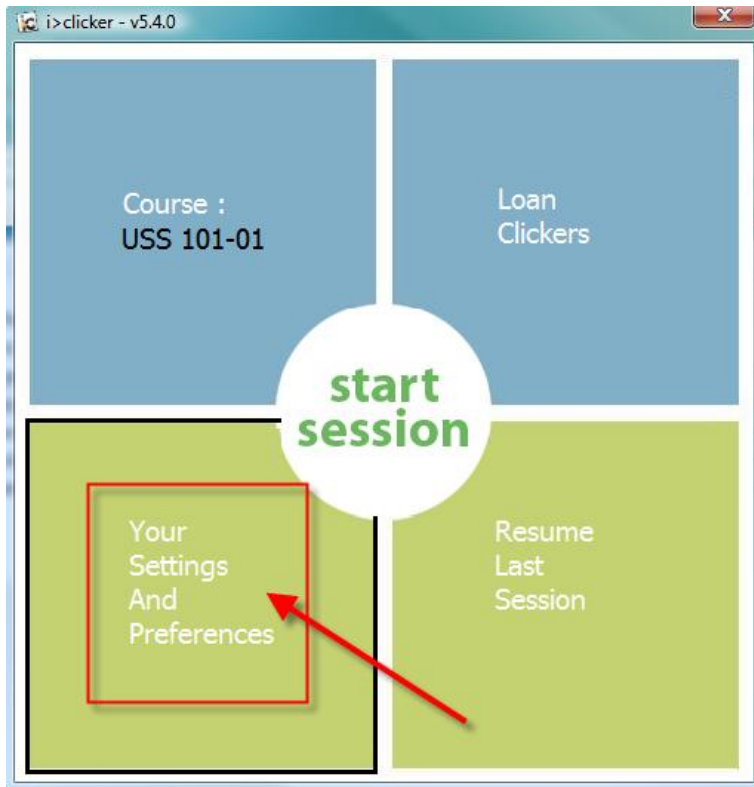 i>clicker - v5.4.0
Course :
USS 101-01
Loan
Clickers
start
session
Your
Settings
And
Preferences
Resume
Last
Session